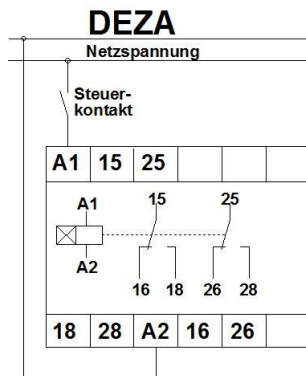 DEZA
Netzspannung
Steuer-
kontakt
A1 15 25
A1 15 25
A2
16 18 26 28
18 28 A2 16 26